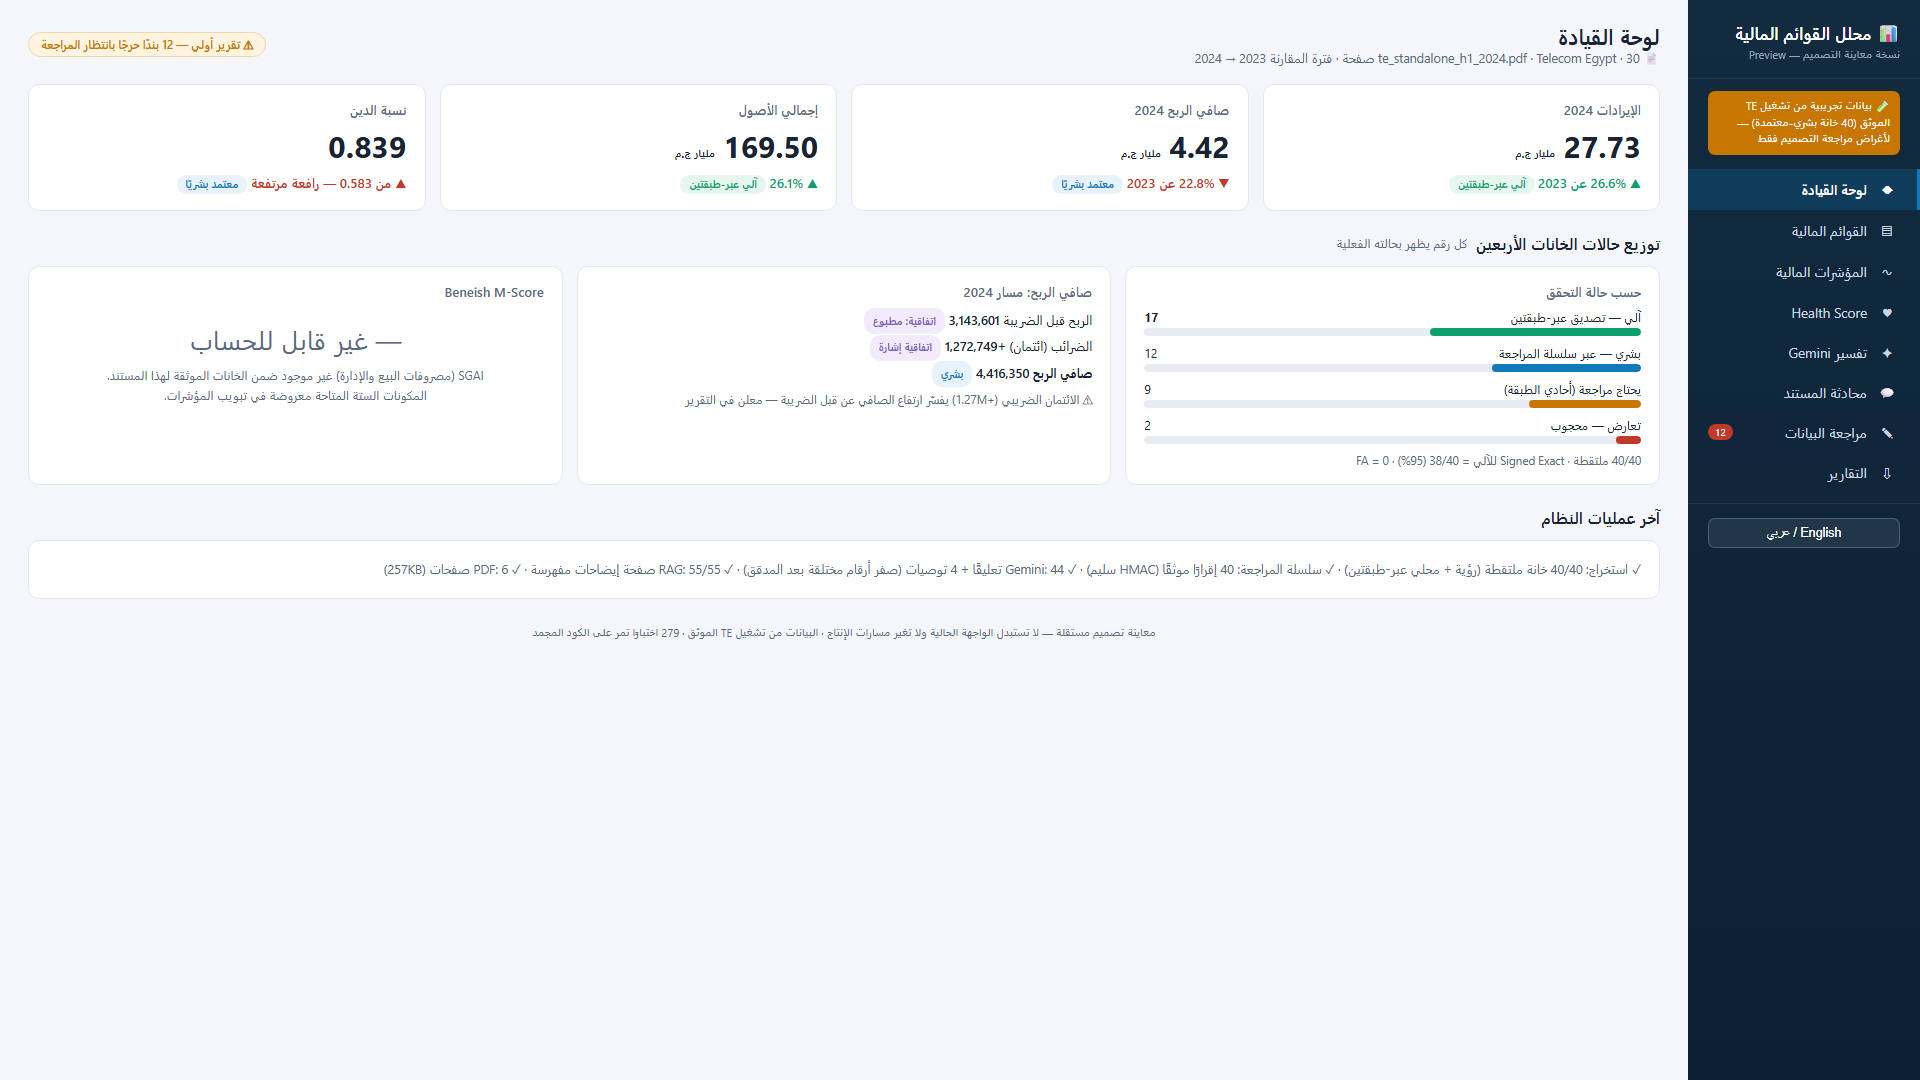 محلل القوائم المالية
نسخة معاينة التصميم — Preview
بيانات تجريبية من تشغيل TE
الموثق (40 خانة بشري-معتمدة) —
لأغراض مراجعة التصميم فقط
لوحة القيادة
القوائم المالية
المؤشرات المالية
Health Score
تفسير Gemini
محادثة المستند
مراجعة البيانات 12
التقارير
عربي / English
لوحة القيادة
te_standalone_h1_2024.pdf · Telecom Egypt · 30 صفحة · فترة المقارنة 2023 → 2024
⚠ تقرير أولي — 12 بندًا حرجًا بانتظار المراجعة
الإيرادات 2024
27.73 مليار ج.م
▲ 26.6% عن 2023 آلي عبر-طبقتين
صافي الربح 2024
4.42 مليار ج.م
▼ 22.8% عن 2023 معتمد بشريًا
إجمالي الأصول
169.50 مليار ج.م
▲ 26.1% آلي عبر-طبقتين
نسبة الدين
0.839
▲ من 0.583 — رافعة مرتفعة معتمد بشريًا
توزيع حالات الخانات الأربعين كل رقم يظهر بحالته الفعلية
حسب حالة التحقق
آلي — تصديق عبر-طبقتين 17
بشري — عبر سلسلة المراجعة 12
يحتاج مراجعة (أحادي الطبقة) 9
تعارض — محجوب 2
40/40 ملتقطة · Signed Exact للآلي = 38/40 (95%) · FA = 0
صافي الربح: مسار 2024
الربح قبل الضريبة 3,143,601 اتفاقية: مطبوع
الضرائب (ائتمان) +1,272,749 اتفاقية إشارة
صافي الربح 4,416,350 بشري
⚠ الائتمان الضريبي (+1.27M) يفسّر ارتفاع الصافي عن قبل الضريبة — معلن في التقرير
Beneish M-Score
— غير قابل للحساب
SGAI (مصروفات البيع والإدارة) غير موجود ضمن الخانات الموثقة لهذا المستند.
المكونات الستة المتاحة معروضة في تبويب المؤشرات.
آخر عمليات النظام
✓ استخراج: 40/40 خانة ملتقطة (رؤية + محلي عبر-طبقتين) · ✓ سلسلة المراجعة: 40 إقرارًا موثقًا (HMAC سليم) · ✓ Gemini: 44 تعليقًا + 4 توصيات (صفر أرقام مختلقة بعد المدقق) · ✓ RAG: 55/55 صفحة إيضاحات مفهرسة · ✓ PDF: 6 صفحات (257KB)
معاينة تصميم مستقلة — لا تستبدل الواجهة الحالية ولا تغير مسارات الإنتاج · البيانات من تشغيل TE الموثق · 279 اختبارًا تمر على الكود المجمد